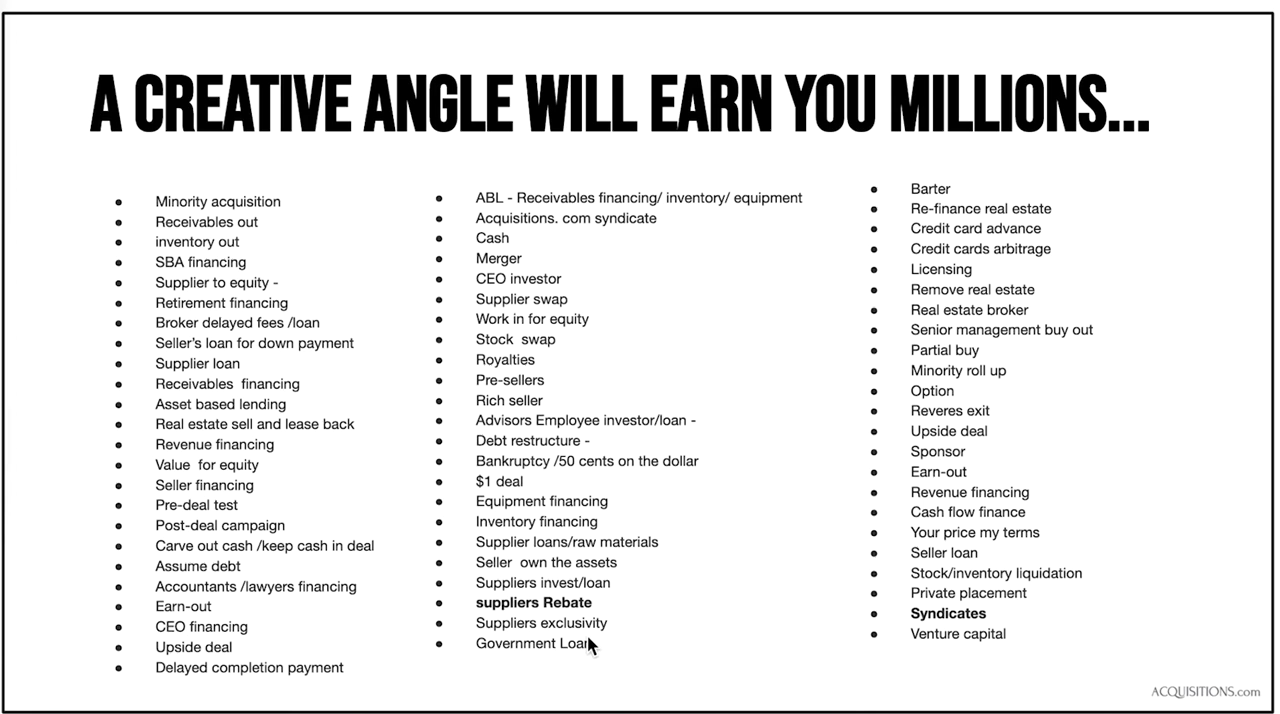 A CREATIVE ANGLE WILL EARN YOU MILLIONS...
Minority acquisition
Receivables out
inventory out
SBA financing
Supplier to equity -
Retirement financing
Broker delayed fees /loan
Seller's loan for down payment
Supplier loan
Receivables financing
Asset based lending
Real estate sell and lease back
Revenue financing
Value for equity
Seller financing
Pre-deal test
Post-deal campaign
Carve out cash /keep cash in deal
Assume debt
Accountants /lawyers financing
Earn-out
CEO financing
Upside deal
Delayed completion payment
ABL - Receivables financing/ inventory/ equipment
Acquisitions. com syndicate
Cash
Merger
CEO investor
Supplier swap
Work in for equity
Stock swap
Royalties
Pre-sellers
Rich seller
Advisors Employee investor/loan -
Debt restructure -
Bankruptcy /50 cents on the dollar
$1 deal
Equipment financing
Inventory financing
Supplier loans/raw materials
Seller own the assets
Suppliers invest/loan
suppliers Rebate
Suppliers exclusivity
Government Loan
Barter
Re-finance real estate
Credit card advance
Credit cards arbitrage
Licensing
Remove real estate
Real estate broker
Senior management buy out
Partial buy
Minority roll up
Option
Reveres exit
Upside deal
Sponsor
Earn-out
Revenue financing
Cash flow finance
Your price my terms
Seller loan
Stock/inventory liquidation
Private placement
Syndicates
Venture capital
ACQUISITIONS.com